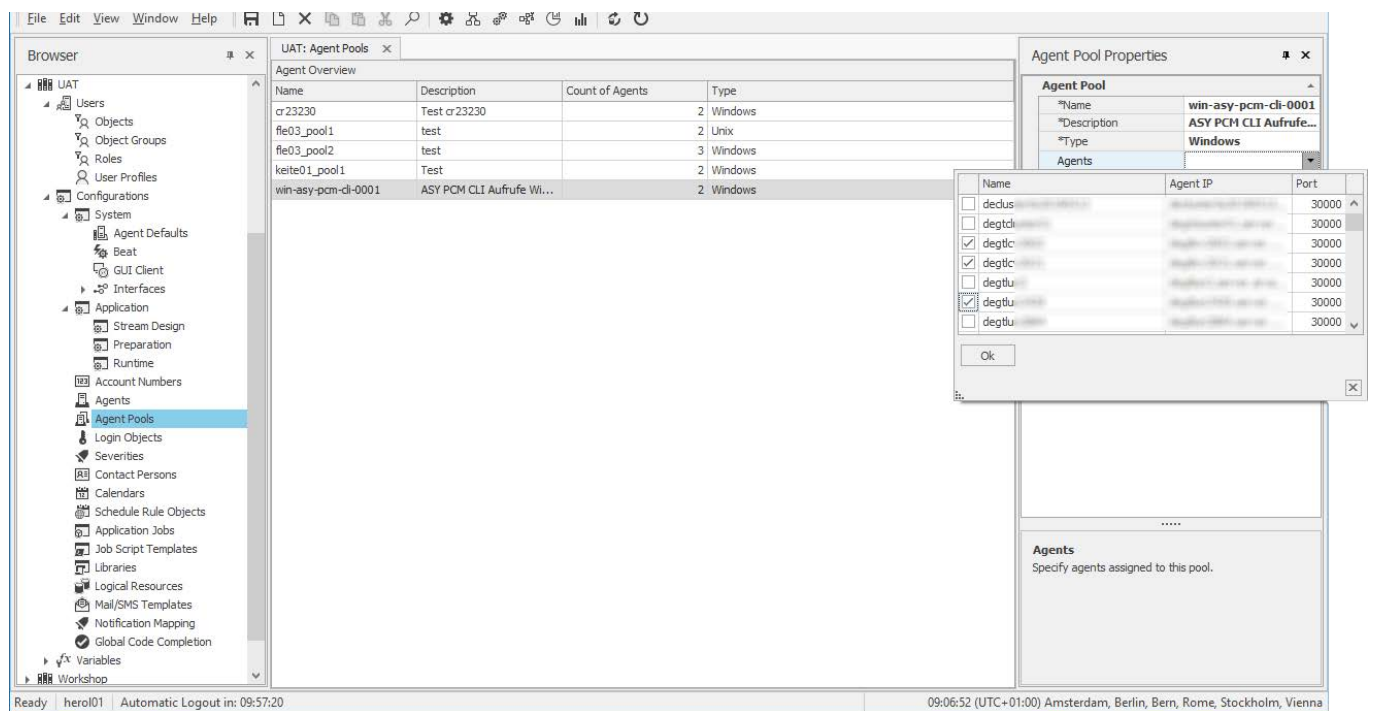 File Edit View Window Help
Browser
UAT
Users
Objects
Object Groups
Roles
User Profiles
Configurations
System
Agent Defaults
Beat
GUI Client
Interfaces
Application
Stream Design
Preparation
Runtime
Account Numbers
Agents
Agent Pools
Login Objects
Severities
Contact Persons
Calendars
Schedule Rule Objects
Application Jobs
Job Script Templates
Libraries
Logical Resources
Mail/SMS Templates
Notification Mapping
Global Code Completion
Variables
Workshop
UAT: Agent Pools
Agent Overview
Name Description Count of Agents Type
cr23230 Test cr23230 2 Windows
fle03_pool1 test 2 Unix
fle03_pool2 test 3 Windows
keite01_pool1 Test 2 Windows
win-asy-pcm-cli-0001 ASY PCM CLI Aufrufe Wi... 2 Windows
Agent Pool Properties
Agent Pool
*Name win-asy-pcm-cli-0001
*Description ASY PCM CLI Aufrufe...
*Type Windows
Agents
Name Agent IP Port
declus 30000
degtclu 30000
degtlc 30000
degtlc 30000
degtlu 30000
degtlu 30000
degtlu 30000
Ok
Agents
Specify agents assigned to this pool.
Ready herol01 Automatic Logout in: 09:57:20 09:06:52 (UTC+01:00) Amsterdam, Berlin, Bern, Rome, Stockholm, Vienna